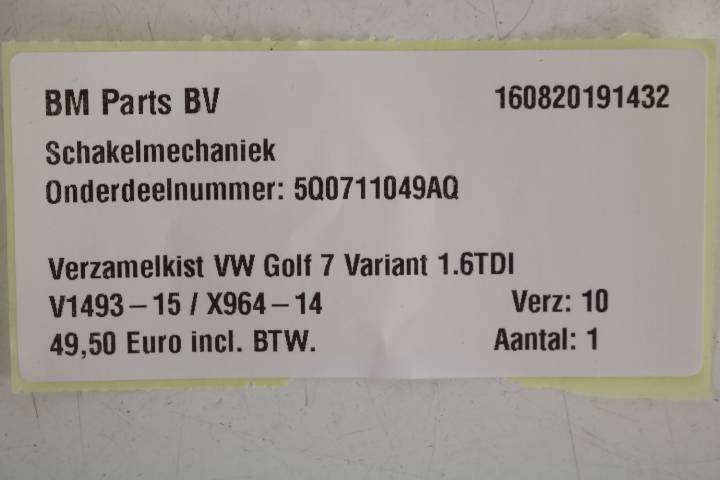 BM Parts BV 160820191432
Schakelmechaniek
Onderdeelnummer: 5Q0711049AQ
Verzamelkist VW Golf 7 Variant 1.6TDI
V1493-15 / X964-14 Verz: 10
49,50 Euro incl. BTW. Aantal: 1